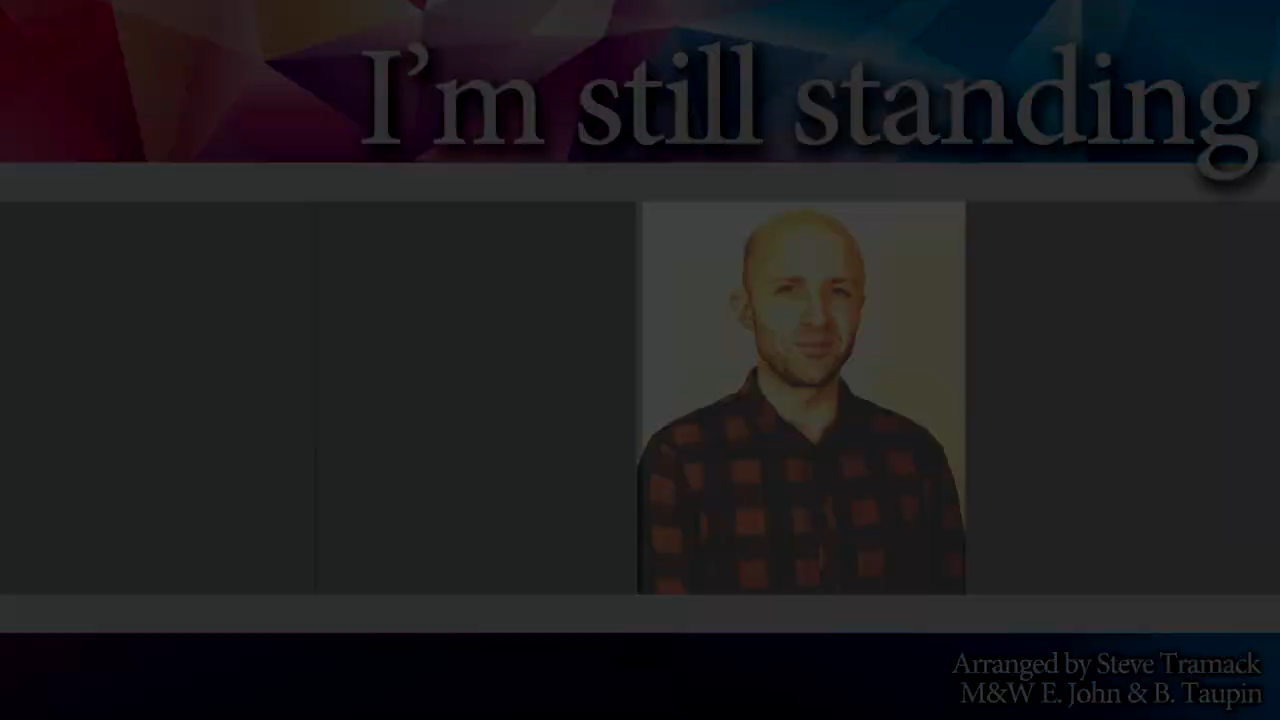 I'm still standing
Arranged by Steve Tramack
M&W E. John & B. Taupin